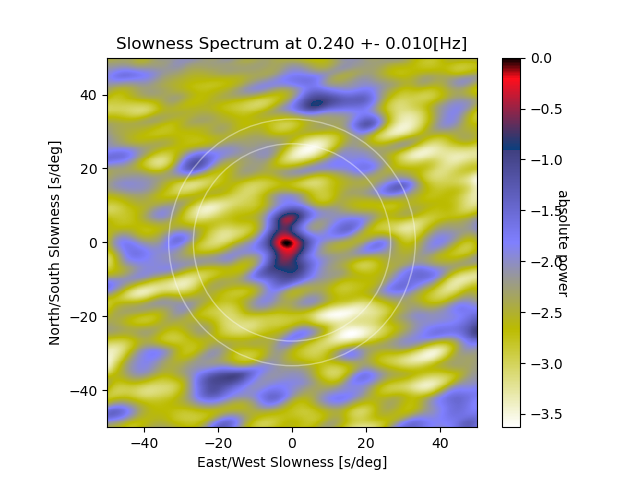 Slowness Spectrum at 0.240 +- 0.010[Hz]
North/South Slowness [s/deg]
40
20
0
−20
−40
−40 −20 0 20 40
East/West Slowness [s/deg]
0.0
−0.5
−1.0
−1.5
−2.0
−2.5
−3.0
−3.5
absolute power